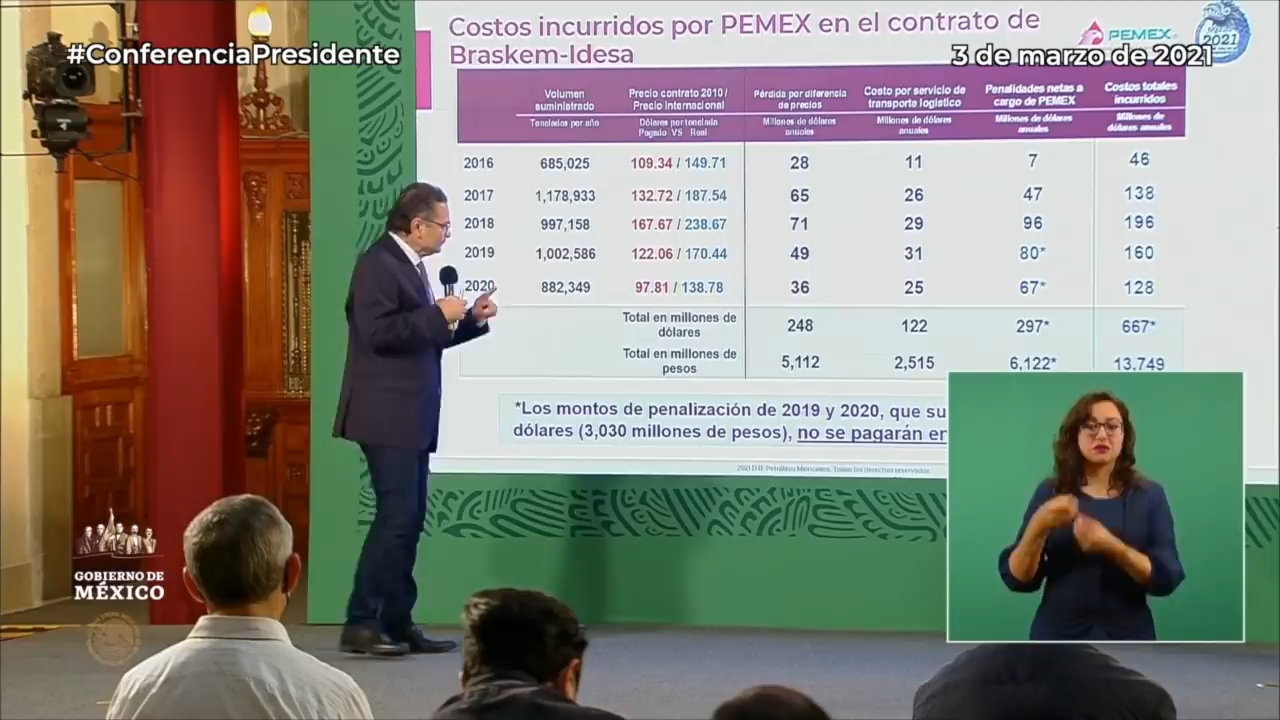 #ConferenciaPresidente
3 de marzo de 2021
Costos incurridos por PEMEX en el contrato de
Braskem-Idesa
PEMEX
2021
Volumen suministrado
Toneladas por año
Precio contrato 2010 / Precio Internacional
Dólares por tonelada
Pagado VS Real
Pérdida por diferencia de precios
Millones de dólares anuales
Costo por servicio de transporte logístico
Millones de dólares anuales
Penalidades netas a cargo de PEMEX
Millones de dólares anuales
Costos totales incurridos
Millones de dólares anuales
2016 685,025 109.34 / 149.71 28 11 7 46
2017 1,178,933 132.72 / 187.54 65 26 47 138
2018 997,158 167.67 / 238.67 71 29 96 196
2019 1,002,586 122.06 / 170.44 49 31 80* 160
2020 882,349 97.81 / 138.78 36 25 67* 128
Total en millones de dólares 248 122 297* 667*
Total en millones de pesos 5,112 2,515 6,122* 13,749
*Los montos de penalización de 2019 y 2020, que su
dólares (3,030 millones de pesos), no se pagarán en
2021 D.R. Petróleos Mexicanos. Todos los derechos reservados.
GOBIERNO DE
MÉXICO